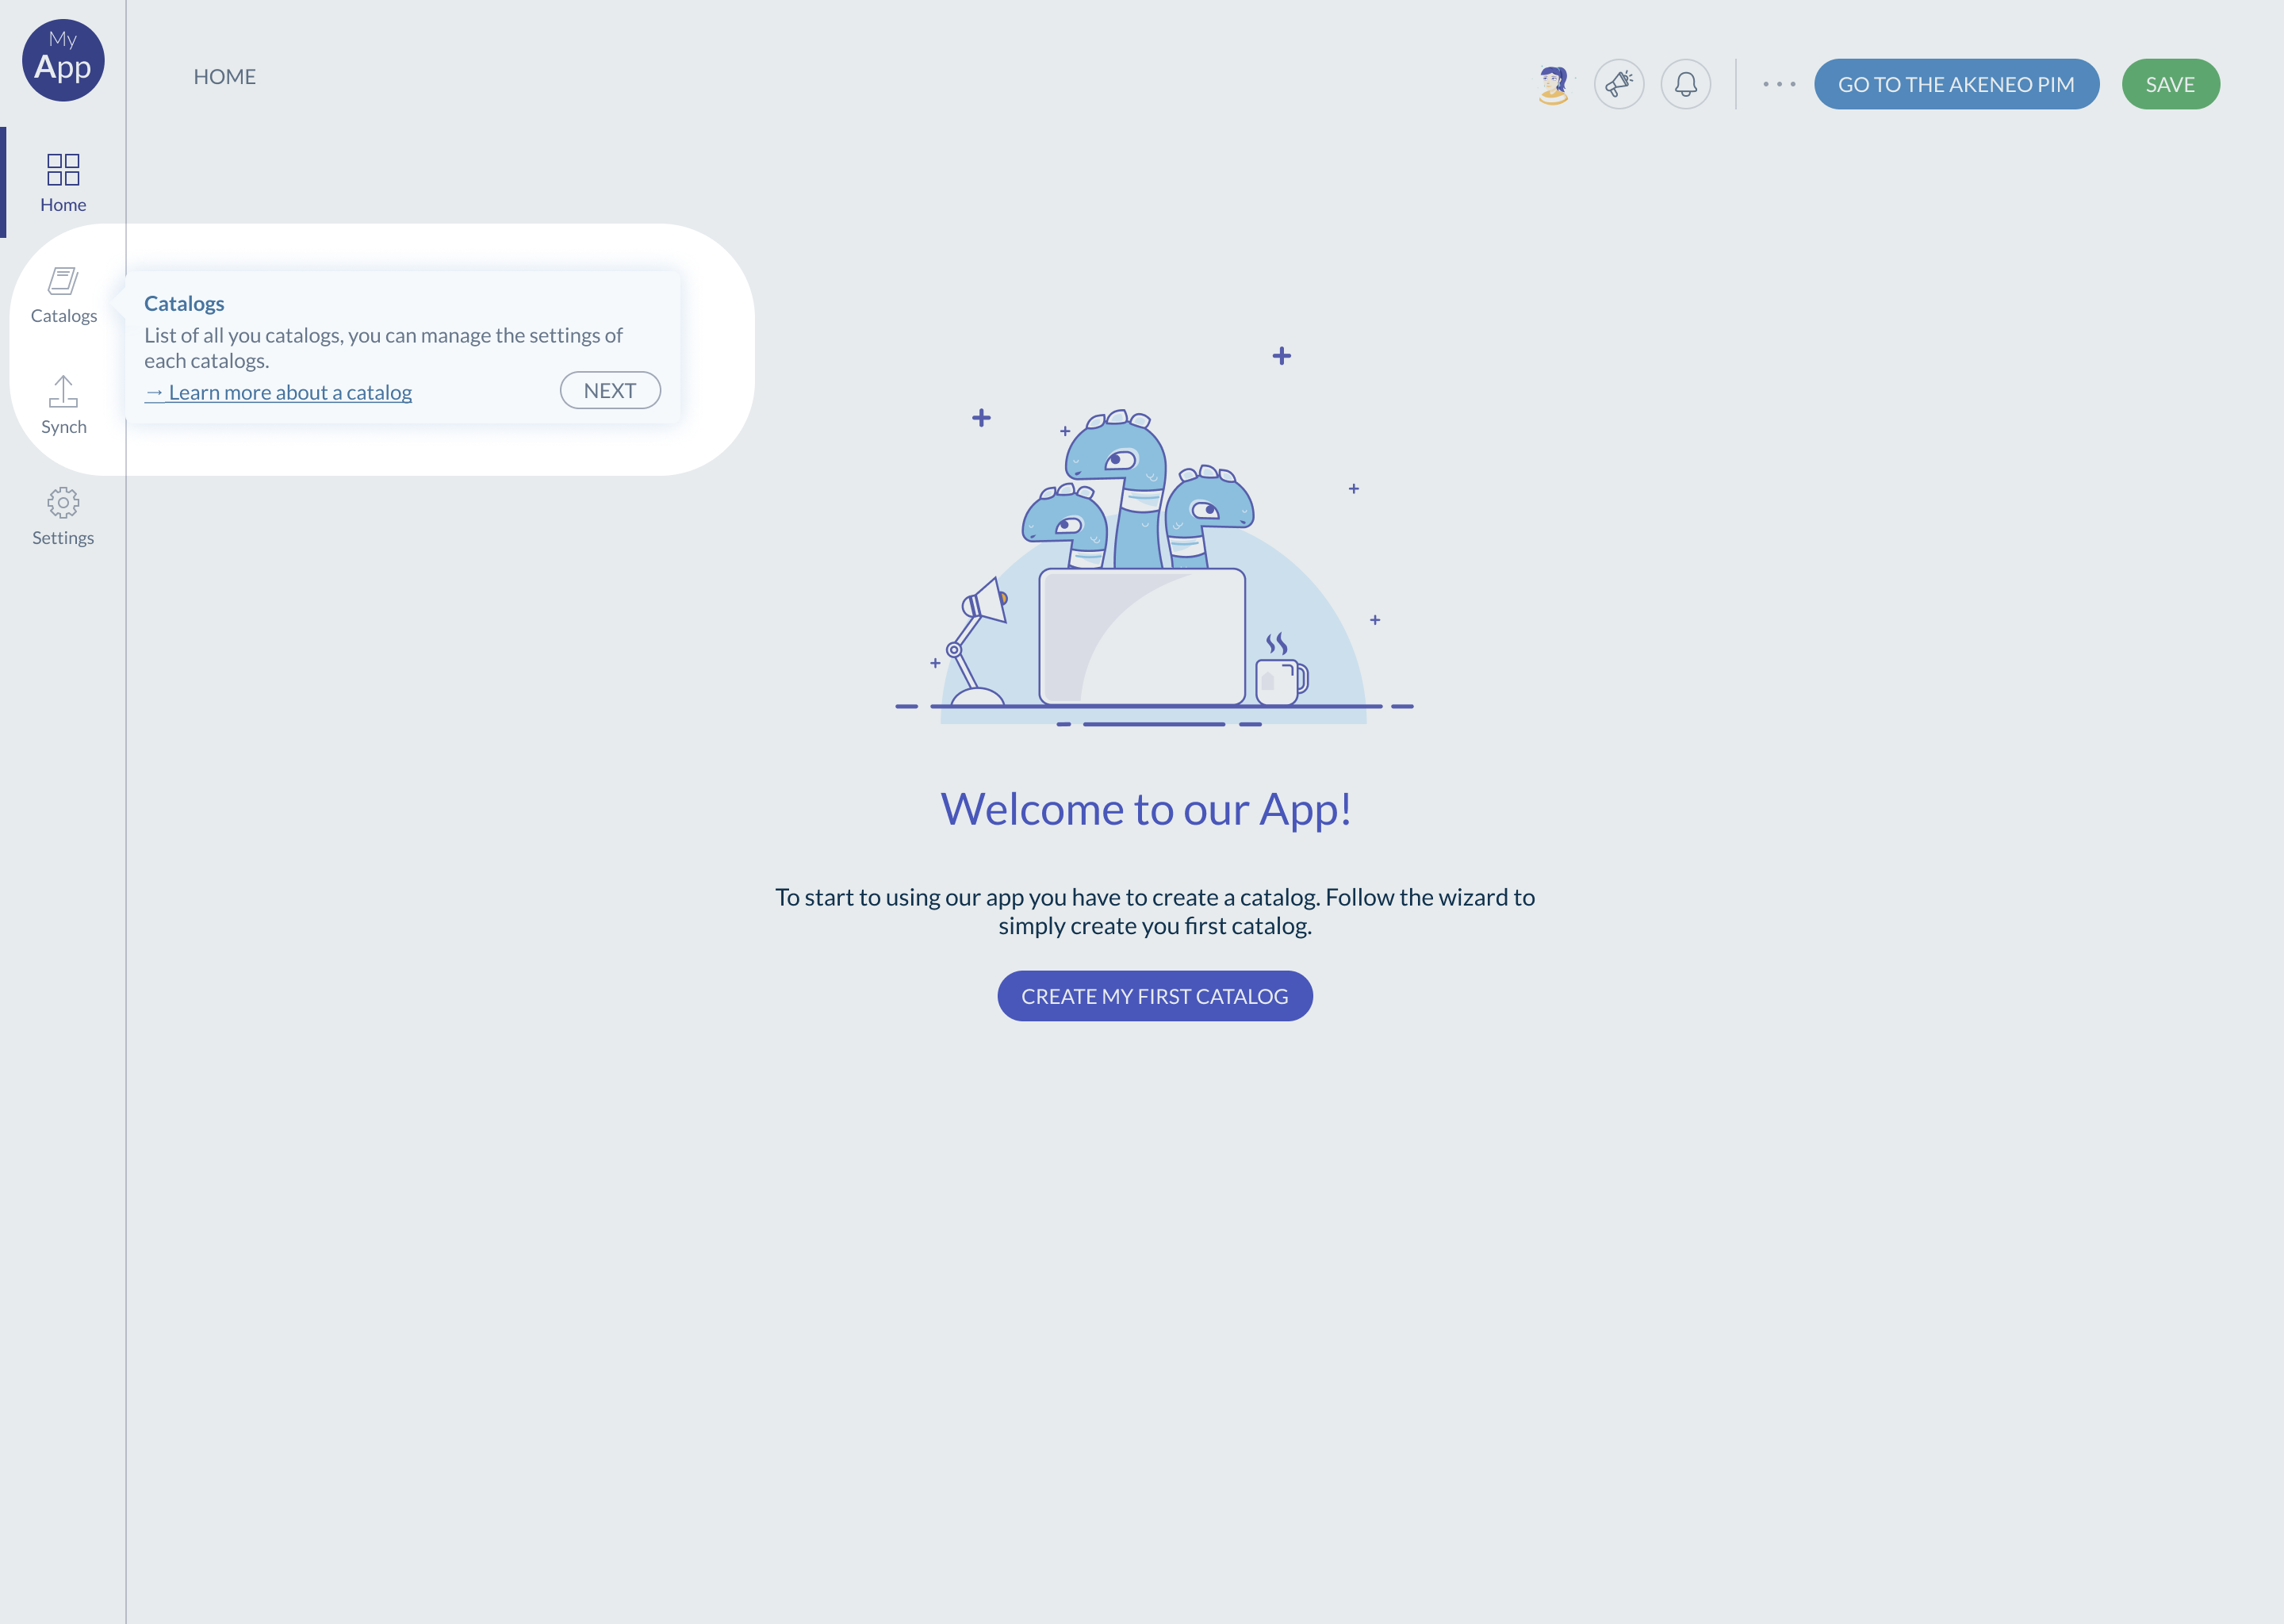 My
App
HOME
GO TO THE AKENEO PIM
SAVE
Home
Catalogs
Synch
Settings
Catalogs
List of all you catalogs, you can manage the settings of
each catalogs.
→ Learn more about a catalog
NEXT
Welcome to our App!
To start to using our app you have to create a catalog. Follow the wizard to
simply create you first catalog.
CREATE MY FIRST CATALOG